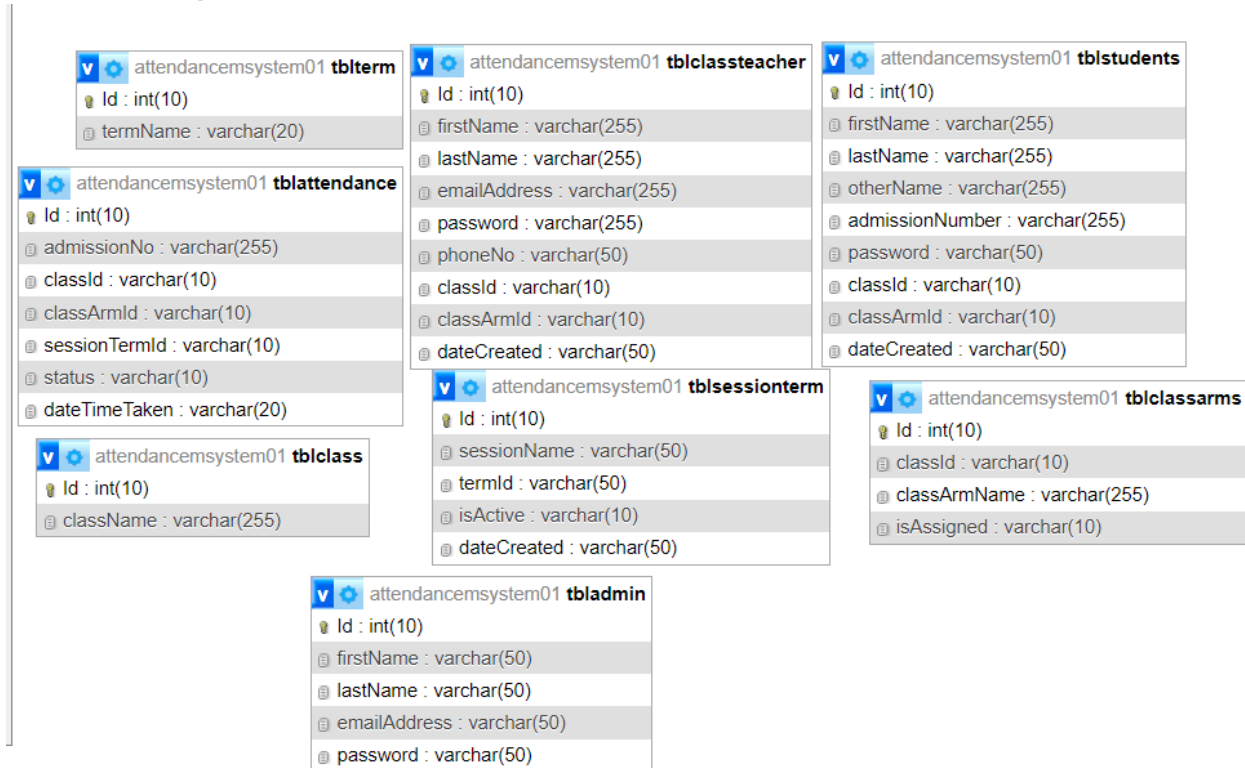 v attendancemsystem01 tblterm
Id : int(10)
termName : varchar(20)
v attendancemsystem01 tblclassteacher
Id : int(10)
firstName : varchar(255)
lastName : varchar(255)
emailAddress : varchar(255)
password : varchar(255)
phoneNo : varchar(50)
classId : varchar(10)
classArmId : varchar(10)
dateCreated : varchar(50)
v attendancemsystem01 tblstudents
Id : int(10)
firstName : varchar(255)
lastName : varchar(255)
otherName : varchar(255)
admissionNumber : varchar(255)
password : varchar(50)
classId : varchar(10)
classArmId : varchar(10)
dateCreated : varchar(50)
v attendancemsystem01 tblattendance
Id : int(10)
admissionNo : varchar(255)
classId : varchar(10)
classArmId : varchar(10)
sessionTermId : varchar(10)
status : varchar(10)
dateTimeTaken : varchar(20)
v attendancemsystem01 tblsessionterm
Id : int(10)
sessionName : varchar(50)
termId : varchar(50)
isActive : varchar(10)
dateCreated : varchar(50)
v attendancemsystem01 tblclassarms
Id : int(10)
classId : varchar(10)
classArmName : varchar(255)
isAssigned : varchar(10)
v attendancemsystem01 tblclass
Id : int(10)
className : varchar(255)
v attendancemsystem01 tbladmin
Id : int(10)
firstName : varchar(50)
lastName : varchar(50)
emailAddress : varchar(50)
password : varchar(50)